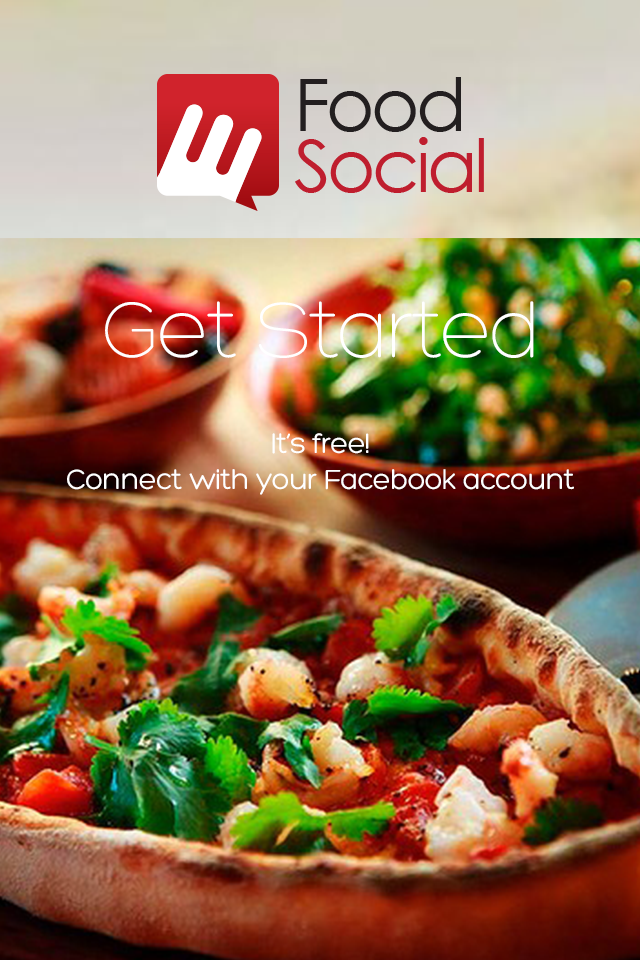 Food
Social
Get Started
It's free!
Connect with your Facebook account